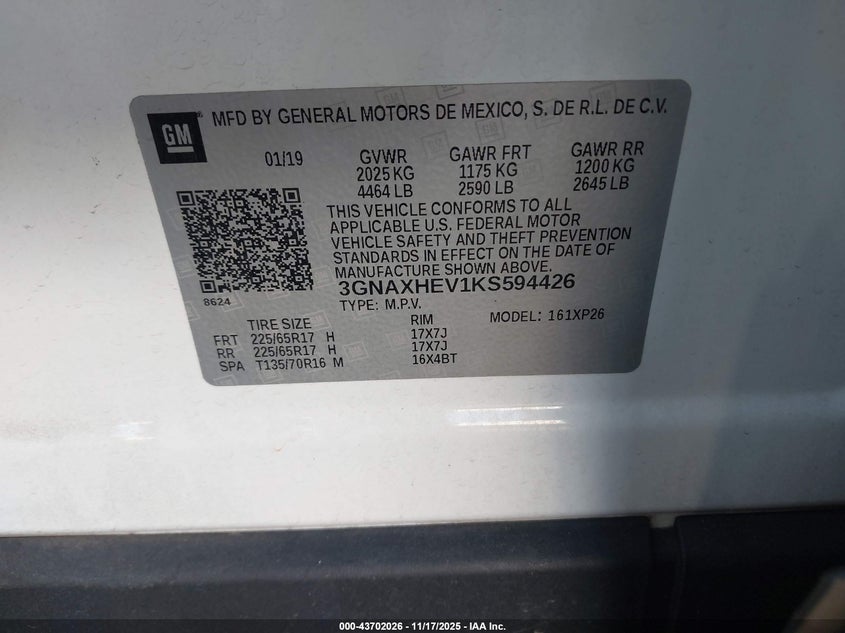 GM
MFD BY GENERAL MOTORS DE MEXICO, S. DE R.L. DE C.V.
01/19 GVWR GAWR FRT GAWR RR
2025 KG 1175 KG 1200 KG
4464 LB 2590 LB 2645 LB
THIS VEHICLE CONFORMS TO ALL
APPLICABLE U.S. FEDERAL MOTOR
VEHICLE SAFETY AND THEFT PREVENTION
STANDARDS IN EFFECT ON THE DATE OF
MANUFACTURE SHOWN ABOVE.
8624 3GNAXHEV1KS594426
TYPE: M.P.V.
TIRE SIZE RIM MODEL: 161XP26
FRT 225/65R17 H 17X7J
RR 225/65R17 H 17X7J
SPA T135/70R16 M 16X4BT
000-43702026 - 11/17/2025 - IAA Inc.